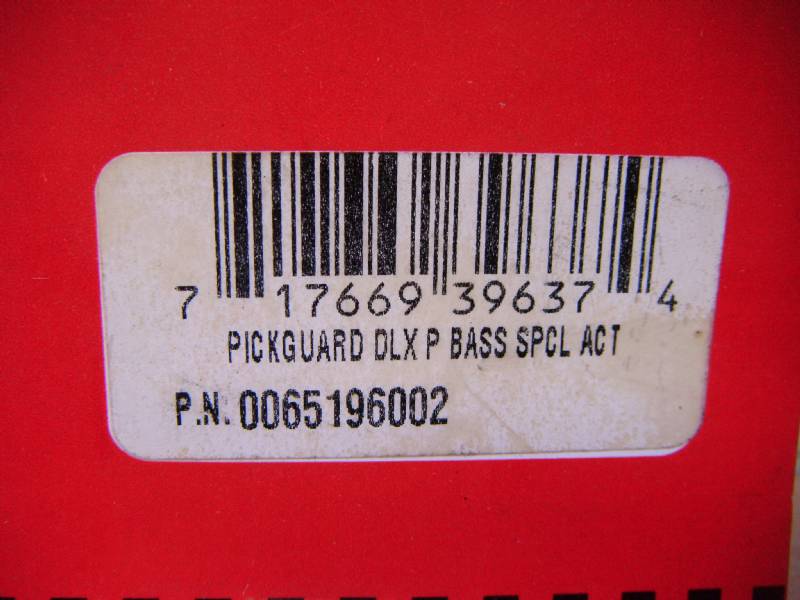 7 17669 39637 4
PICKGUARD DLX P BASS SPCL ACT
P.N. 0065196002